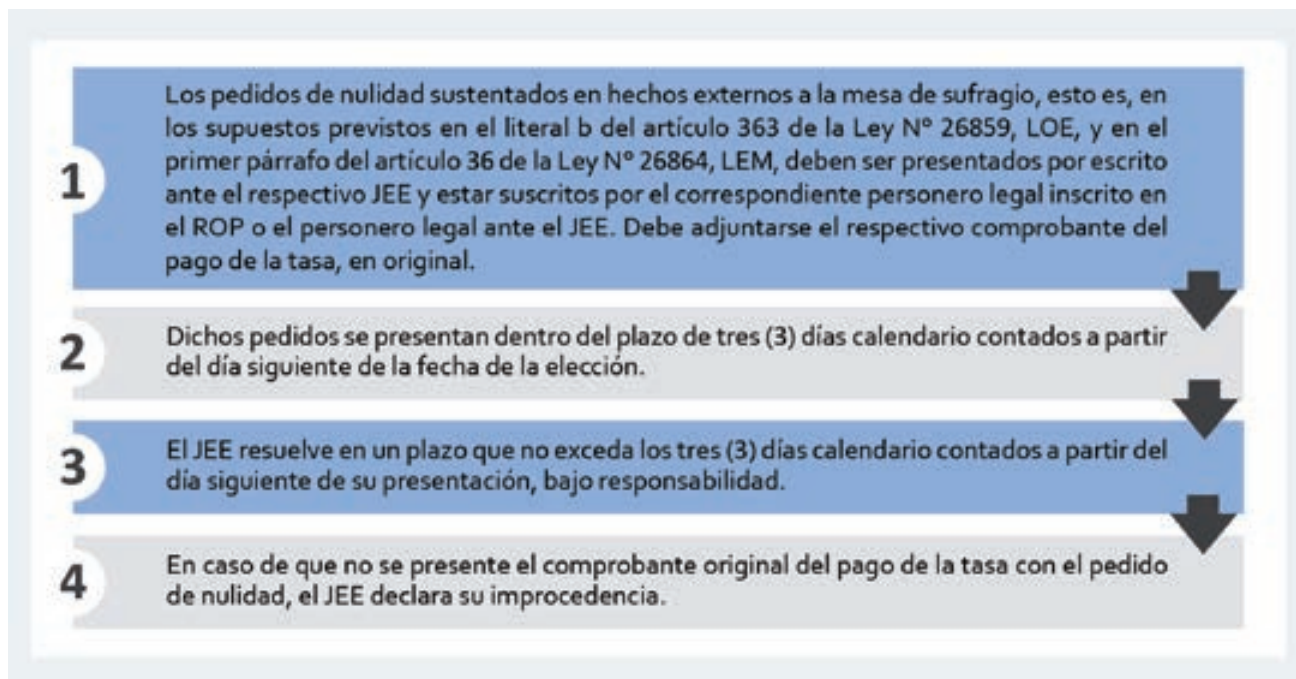 1
Los pedidos de nulidad sustentados en hechos externos a la mesa de sufragio, esto es, en
los supuestos previstos en el literal b del artículo 363 de la Ley Nº 26859, LOE, y en el
primer párrafo del artículo 36 de la Ley Nº 26864, LEM, deben ser presentados por escrito
ante el respectivo JEE y estar suscritos por el correspondiente personero legal inscrito en
el ROP o el personero legal ante el JEE. Debe adjuntarse el respectivo comprobante del
pago de la tasa, en original.
2
Dichos pedidos se presentan dentro del plazo de tres (3) días calendario contados a partir
del día siguiente de la fecha de la elección.
3
El JEE resuelve en un plazo que no exceda los tres (3) días calendario contados a partir del
día siguiente de su presentación, bajo responsabilidad.
4
En caso de que no se presente el comprobante original del pago de la tasa con el pedido
de nulidad, el JEE declara su improcedencia.